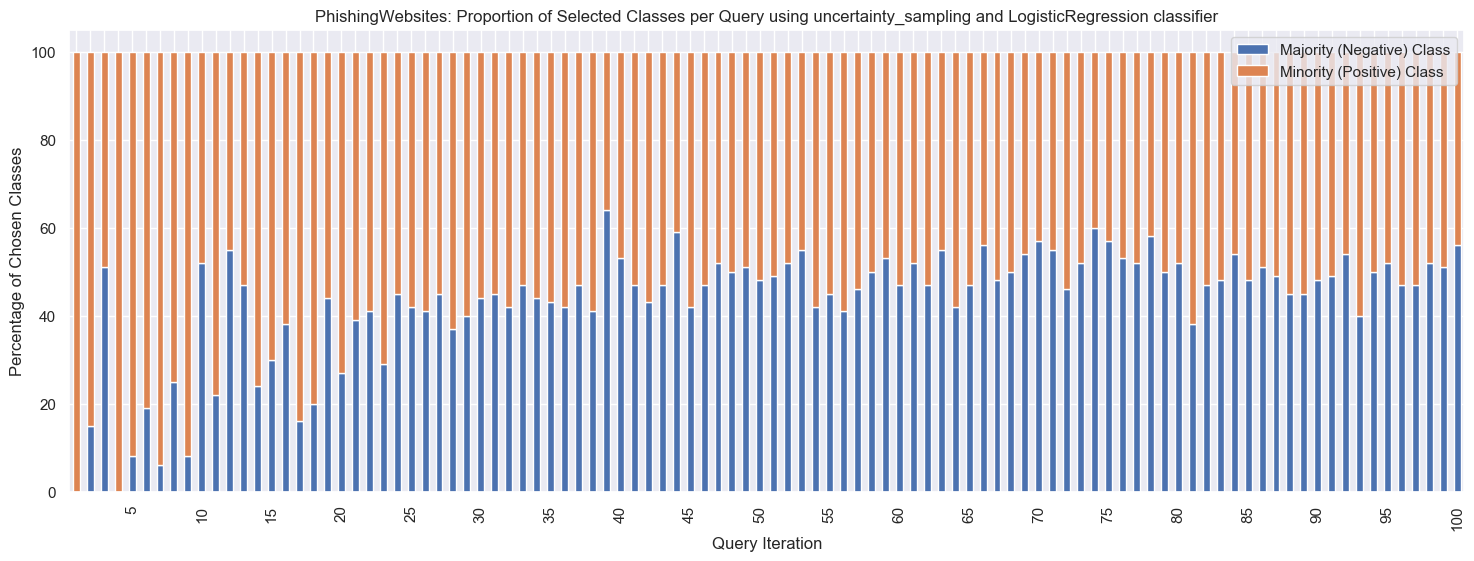 PhishingWebsites: Proportion of Selected Classes per Query using uncertainty_sampling and LogisticRegression classifier
Majority (Negative) Class
Minority (Positive) Class
Percentage of Chosen Classes
100
80
60
40
20
0
5 10 15 20 25 30 35 40 45 50 55 60 65 70 75 80 85 90 95 100
Query Iteration